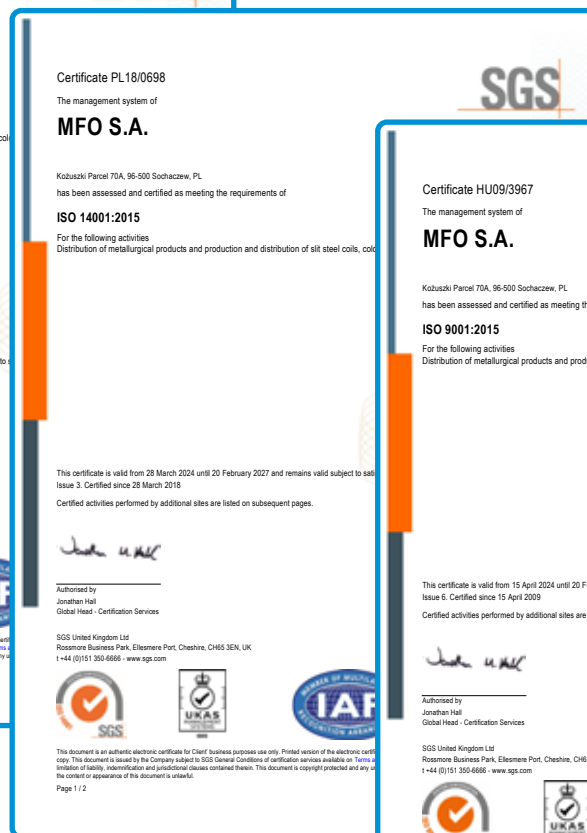 Certificate PL18/0698
The management system of
MFO S.A.
Kożuszki Parcel 70A, 96-500 Sochaczew, PL
has been assessed and certified as meeting the requirements of
ISO 14001:2015
For the following activities
Distribution of metallurgical products and production and distribution of slit steel coils,
This certificate is valid from 28 March 2024 until 20 February 2027 and remains valid subject to
Issue 3. Certified since 28 March 2018
Certified activities performed by additional sites are listed on subsequent pages.
Authorised by
Jonathan Hall
Global Head - Certification Services
SGS United Kingdom Ltd
Rossmore Business Park, Ellesmere Port, Cheshire, CH65 3EN, UK
t +44 (0)151 350-6666 - www.sgs.com
SGS
UKAS
MANAGEMENT
SYSTEMS
MEMBER OF
IAF
RECOGNITION
This document is an authentic electronic certificate for Client' business purposes use only. Printed version of the electronic
copy. This document is issued by the Company subject to SGS General Conditions of certification services available on Terms
limitation of liability, indemnification and jurisdictional clauses contained therein. This document is copyright protected and any
the content or appearance of this document is unlawful.
Page 1 / 2
SGS
Certificate HU09/3967
The management system of
MFO S.A.
Kożuszki Parcel 70A, 96-500 Sochaczew, PL
has been assessed and certified as meeting
ISO 9001:2015
For the following activities
Distribution of metallurgical products and
This certificate is valid from 15 April 2024 until 20
Issue 6. Certified since 15 April 2009
Certified activities performed by additional sites are
Authorised by
Jonathan Hall
Global Head - Certification Services
SGS United Kingdom Ltd
Rossmore Business Park, Ellesmere Port, Cheshire,
t +44 (0)151 350-6666 - www.sgs.com
UKAS